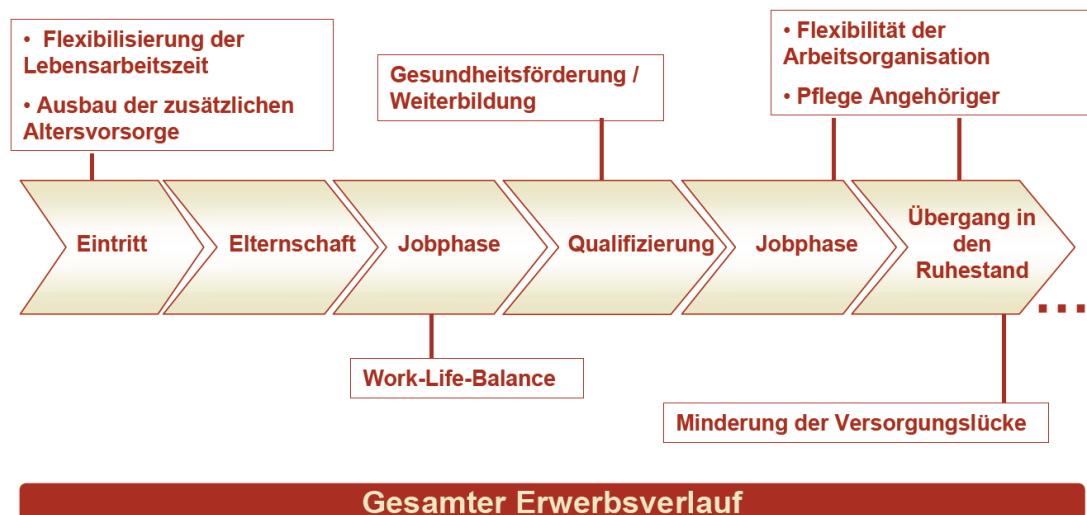 • Flexibilisierung der
Lebensarbeitszeit
• Ausbau der zusätzlichen
Altersvorsorge
Gesundheitsförderung /
Weiterbildung
• Flexibilität der
Arbeitsorganisation
• Pflege Angehöriger
Eintritt
Elternschaft
Jobphase
Qualifizierung
Jobphase
Übergang in
den
Ruhestand
...
Work-Life-Balance
Minderung der Versorgungslücke
Gesamter Erwerbsverlauf